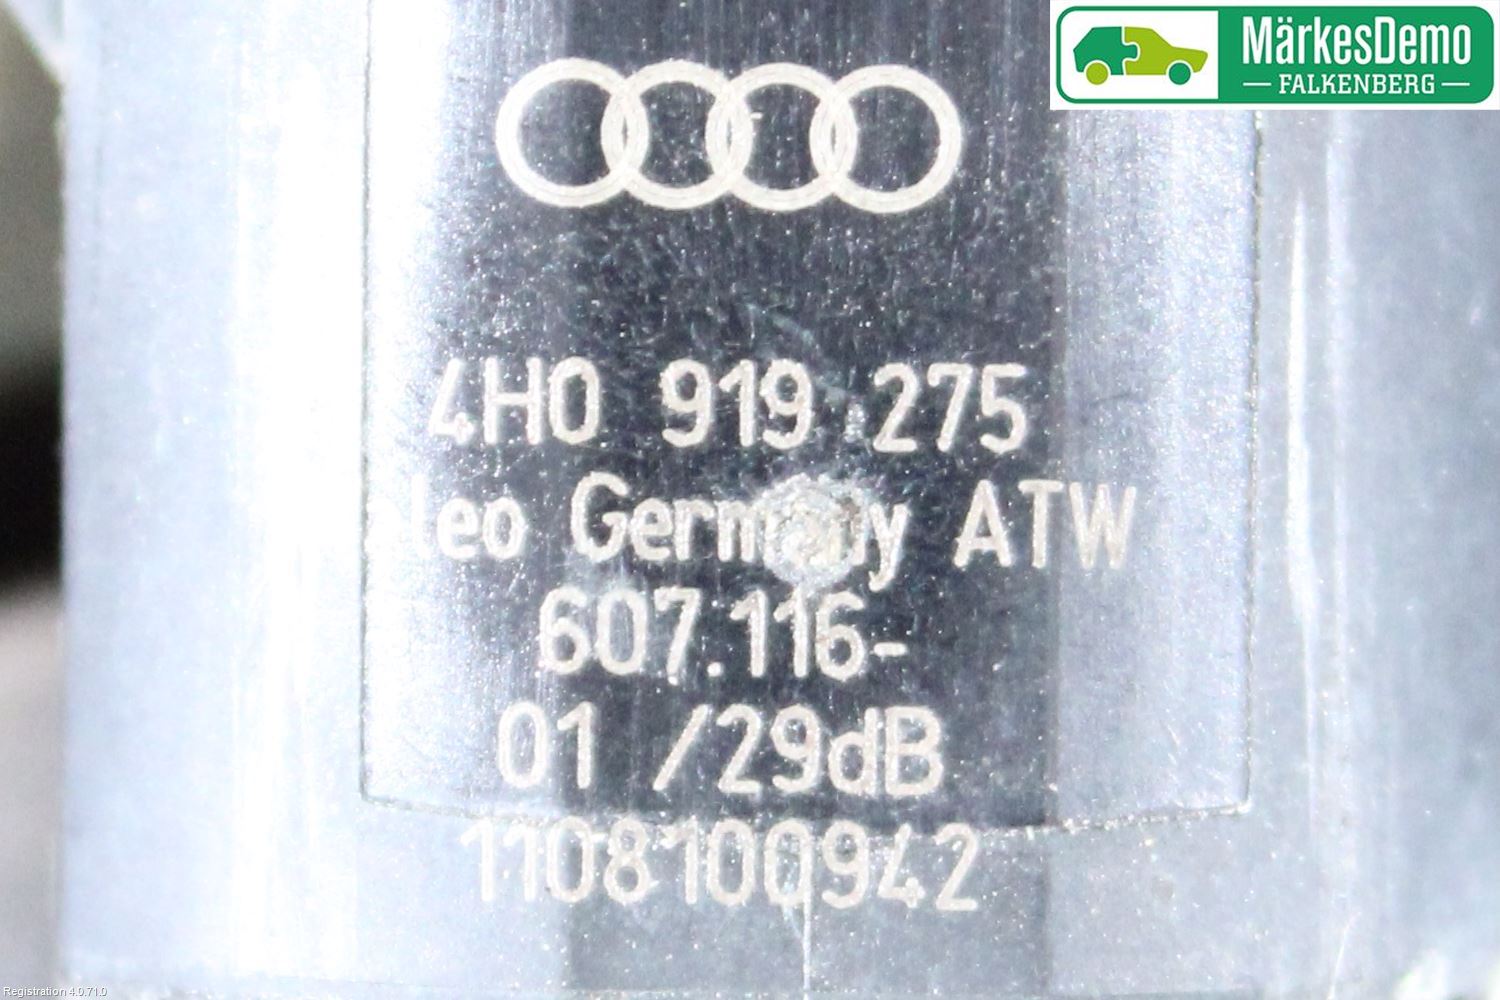 MärkesDemo
FALKENBERG
4H0 919 275
leo Germany ATW
607.116-
01 /29dB
1108100942
Registration 4.0.71.0